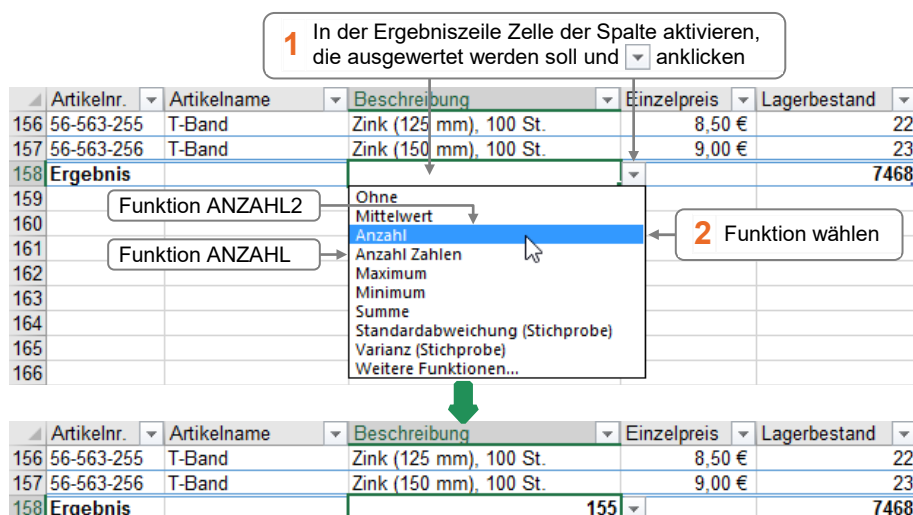 1 In der Ergebniszeile Zelle der Spalte aktivieren,
die ausgewertet werden soll und anklicken
Artikelnr. Artikelname Beschreibung Einzelpreis Lagerbestand
156 56-563-255 T-Band Zink (125 mm), 100 St. 8,50 € 22
157 56-563-256 T-Band Zink (150 mm), 100 St. 9,00 € 23
158 Ergebnis 7468
159 Ohne
Funktion ANZAHL2
160 Mittelwert
Anzahl
2 Funktion wählen
161 Anzahl Zahlen
Funktion ANZAHL
162 Maximum
163 Minimum
Summe
164 Standardabweichung (Stichprobe)
165 Varianz (Stichprobe)
166 Weitere Funktionen...
Artikelnr. Artikelname Beschreibung Einzelpreis Lagerbestand
156 56-563-255 T-Band Zink (125 mm), 100 St. 8,50 € 22
157 56-563-256 T-Band Zink (150 mm), 100 St. 9,00 € 23
158 Ergebnis 155 7468